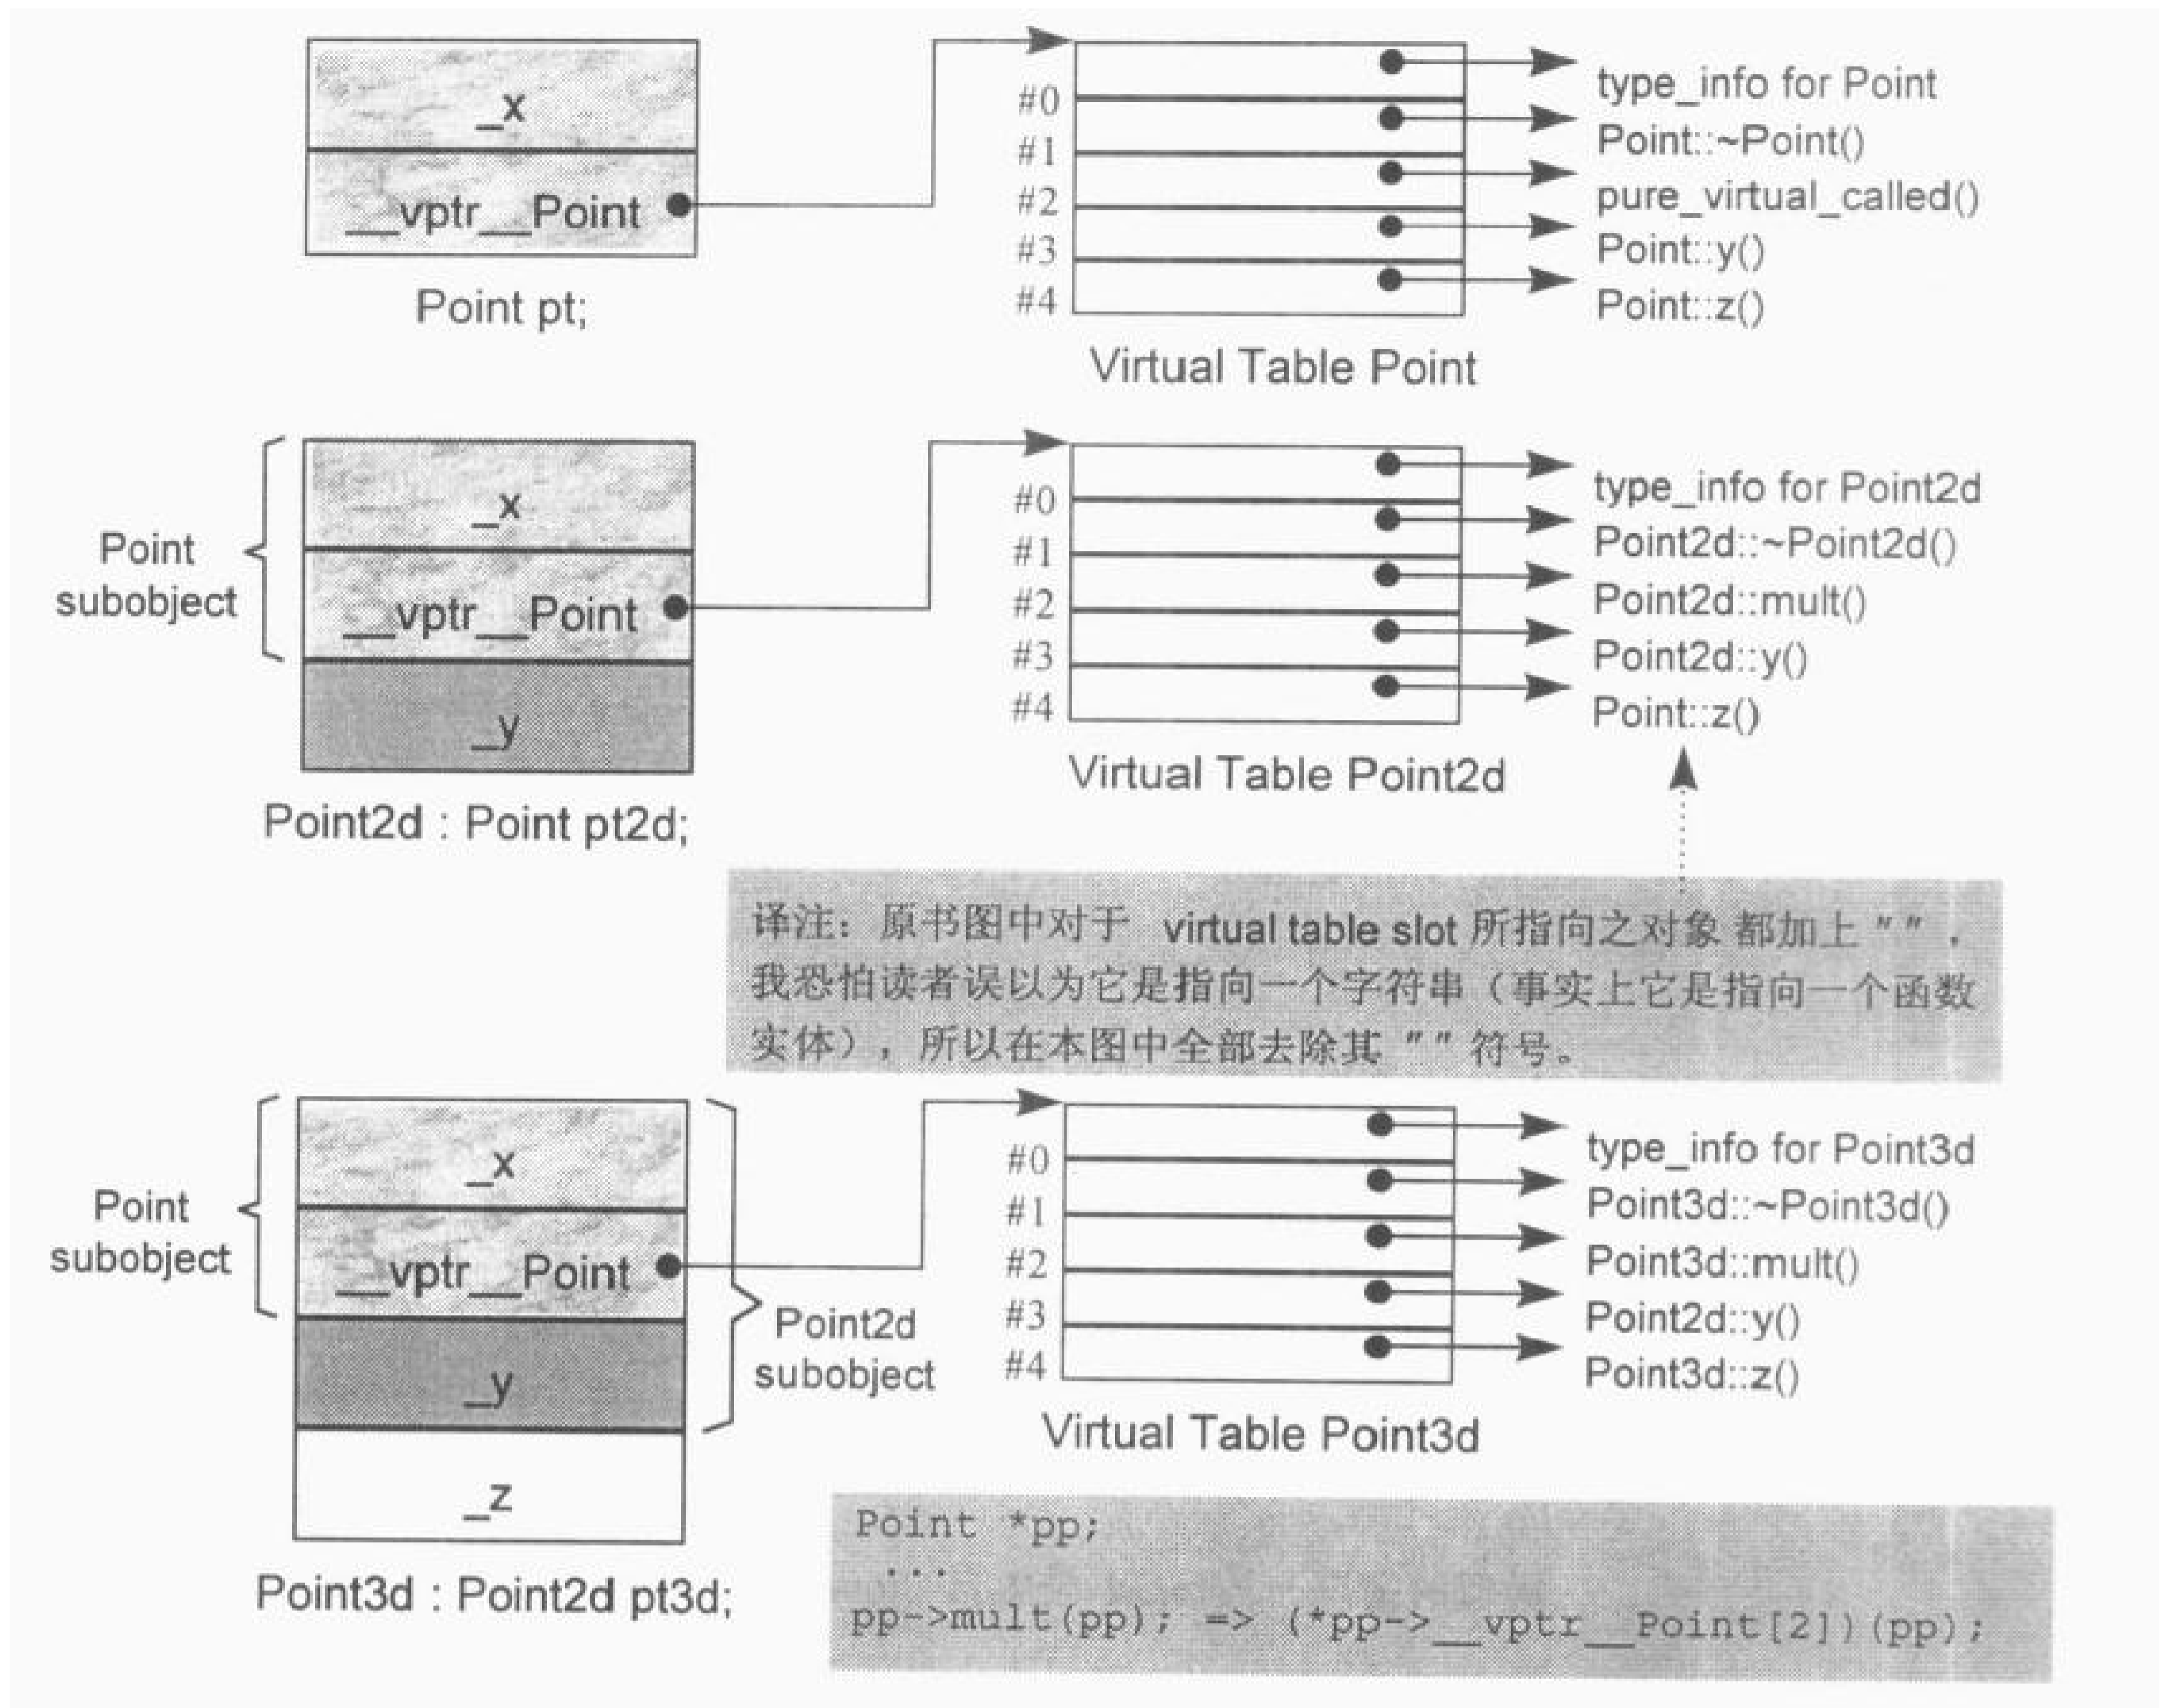 _x
__vptr__Point
Point pt;
#0
#1
#2
#3
#4
type_info for Point
Point::~Point()
pure_virtual_called()
Point::y()
Point::z()
Virtual Table Point
Point
subobject
_x
__vptr__Point
_y
Point2d : Point pt2d;
#0
#1
#2
#3
#4
type_info for Point2d
Point2d::~Point2d()
Point2d::mult()
Point2d::y()
Point::z()
Virtual Table Point2d
译注：原书图中对于 virtual table slot 所指向之对象 都加上 " "，
我恐怕读者误以为它是指向一个字符串（事实上它是指向一个函数
实体），所以在本图中全部去除其 " " 符号。
Point
subobject
_x
__vptr__Point
_y
_z
Point2d
subobject
Point3d : Point2d pt3d;
#0
#1
#2
#3
#4
type_info for Point3d
Point3d::~Point3d()
Point3d::mult()
Point2d::y()
Point3d::z()
Virtual Table Point3d
Point *pp;
...
pp->mult(pp); => (*pp->__vptr__Point[2])(pp);